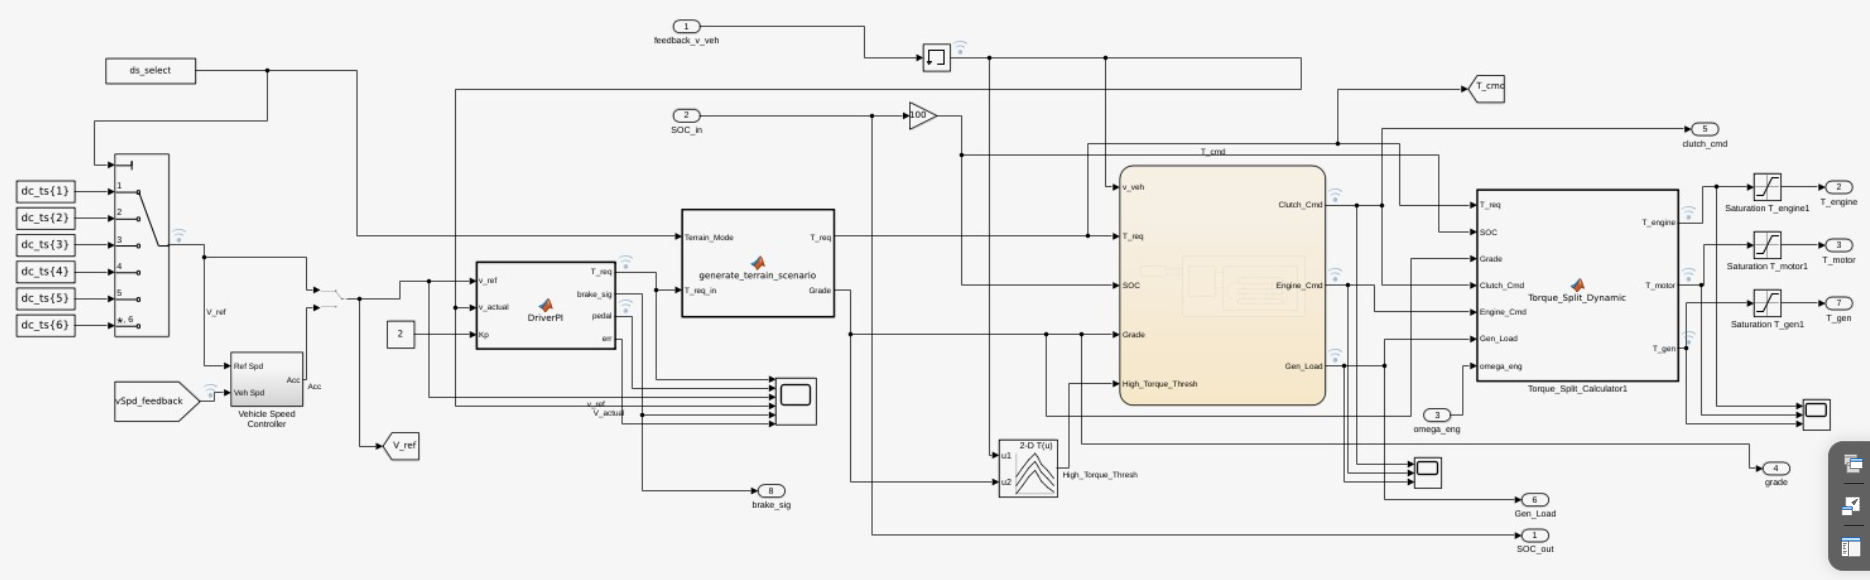 1
feedback_v_veh
ds_select
T_cmd
2
SOC_in
100
5
clutch_cmd
T_cmd
dc_ts{1}
dc_ts{2}
dc_ts{3}
dc_ts{4}
dc_ts{5}
dc_ts{6}
1
2
3
4
5
*, 6
V_ref
vSpd_feedback
Ref Spd
Veh Spd
Acc
Acc
Vehicle Speed
Controller
V_ref
2
v_ref
v_actual
Kp
DriverPI
T_req
brake_sig
pedal
err
Terrain_Mode
T_req_in
generate_terrain_scenario
T_req
Grade
v_ref
V_actual
8
brake_sig
v_veh
T_req
SOC
Grade
High_Torque_Thresh
Clutch_Cmd
Engine_Cmd
Gen_Load
2-D T(u)
u1
u2
High_Torque_Thresh
T_req
SOC
Grade
Clutch_Cmd
Engine_Cmd
Gen_Load
omega_eng
Torque_Split_Dynamic
T_engine
T_motor
T_gen
Torque_Split_Calculator1
3
omega_eng
Saturation T_engine1
2
T_engine
Saturation T_motor1
3
T_motor
Saturation T_gen1
7
T_gen
4
grade
6
Gen_Load
1
SOC_out